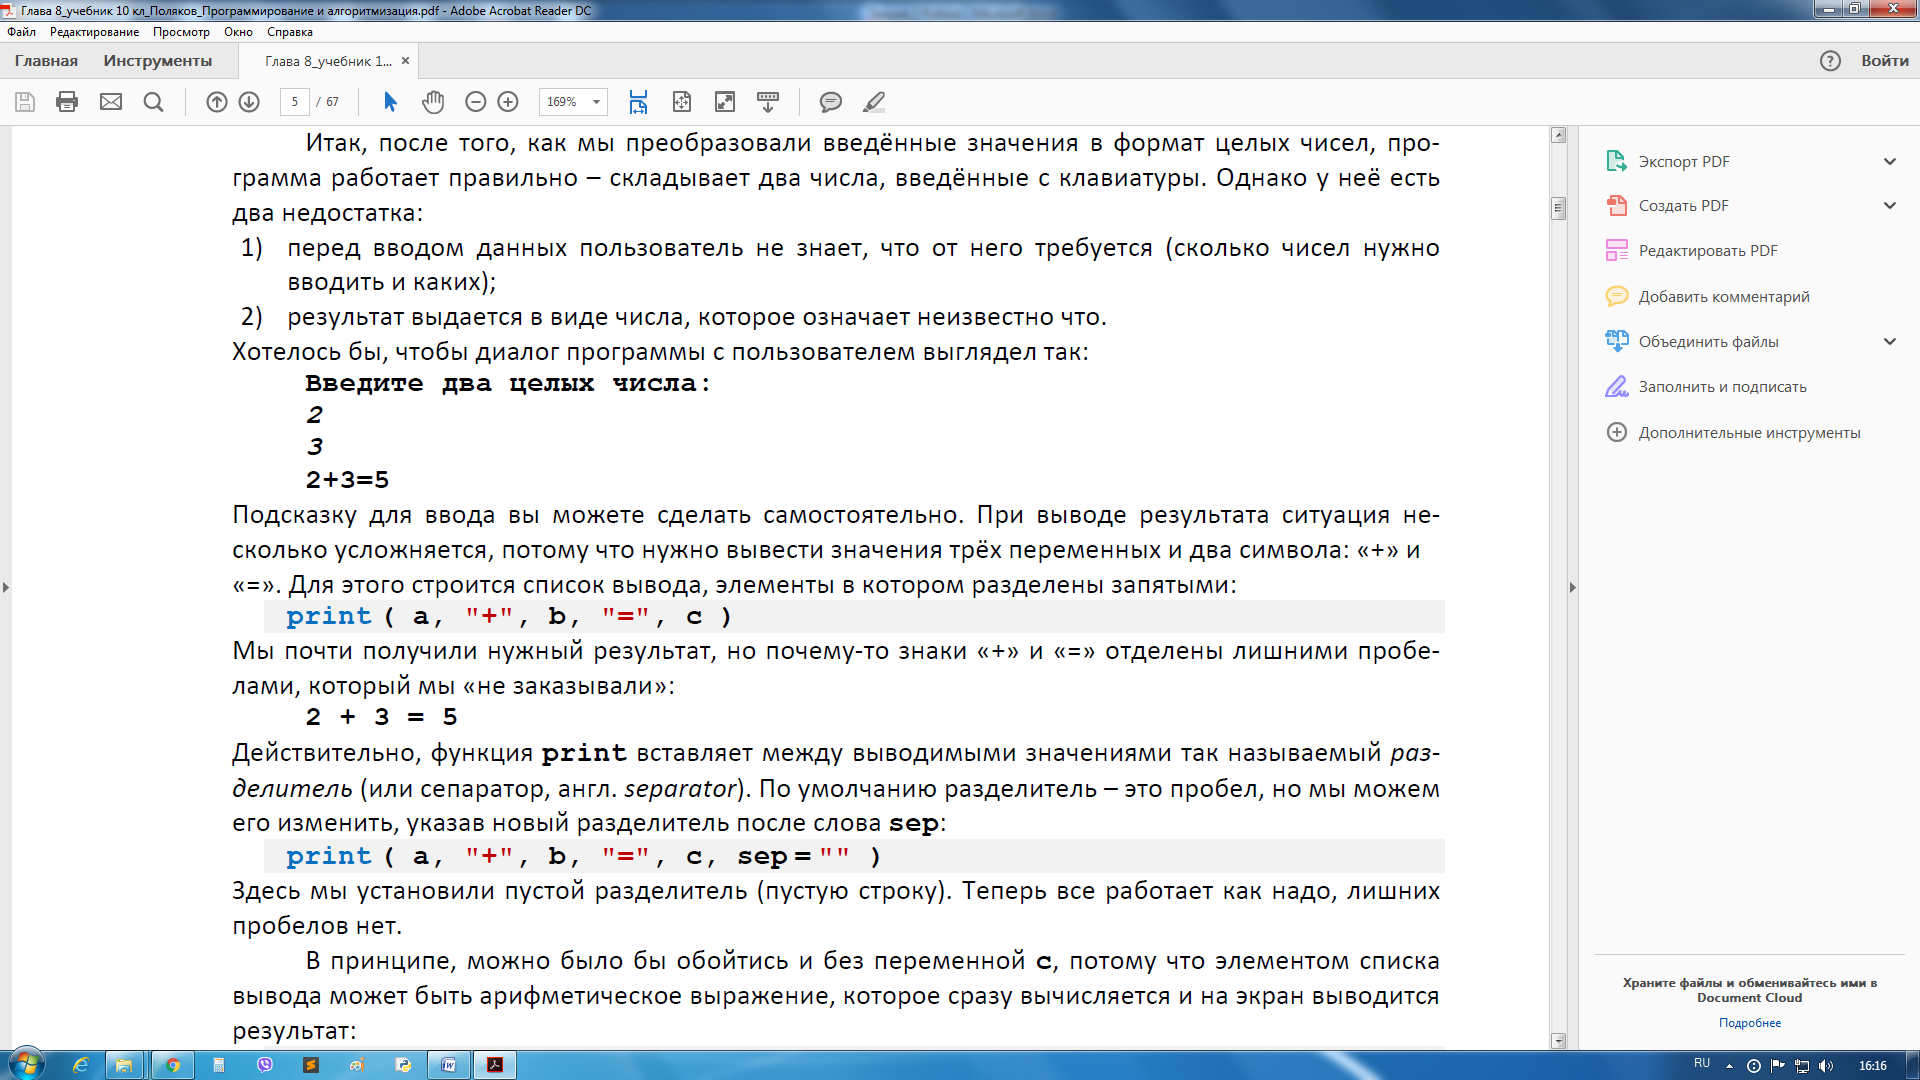 Глава 8_учебник 10 кл_Поляков_Программирование и алгоритмизация.pdf - Adobe Acrobat Reader DC
Файл Редактирование Просмотр Окно Справка
Главная Инструменты Глава 8_учебник 1... × ? Войти
5 / 67 169%
Итак, после того, как мы преобразовали введённые значения в формат целых чисел, про-
грамма работает правильно – складывает два числа, введённые с клавиатуры. Однако у неё есть
два недостатка:
1) перед вводом данных пользователь не знает, что от него требуется (сколько чисел нужно
вводить и каких);
2) результат выдается в виде числа, которое означает неизвестно что.
Хотелось бы, чтобы диалог программы с пользователем выглядел так:
Введите два целых числа:
2
3
2+3=5
Подсказку для ввода вы можете сделать самостоятельно. При выводе результата ситуация не-
сколько усложняется, потому что нужно вывести значения трёх переменных и два символа: «+» и
«=». Для этого строится список вывода, элементы в котором разделены запятыми:
print ( a, "+", b, "=", c )
Мы почти получили нужный результат, но почему-то знаки «+» и «=» отделены лишними пробе-
лами, который мы «не заказывали»:
2 + 3 = 5
Действительно, функция print вставляет между выводимыми значениями так называемый раз-
делитель (или сепаратор, англ. separator). По умолчанию разделитель – это пробел, но мы можем
его изменить, указав новый разделитель после слова sep:
print ( a, "+", b, "=", c, sep = "" )
Здесь мы установили пустой разделитель (пустую строку). Теперь все работает как надо, лишних
пробелов нет.
В принципе, можно было бы обойтись и без переменной c, потому что элементом списка
вывода может быть арифметическое выражение, которое сразу вычисляется и на экран выводится
результат:
Экспорт PDF
Создать PDF
Редактировать PDF
Добавить комментарий
Объединить файлы
Заполнить и подписать
Дополнительные инструменты
Храните файлы и обменивайтесь ими в
Document Cloud
Подробнее
RU 16:16